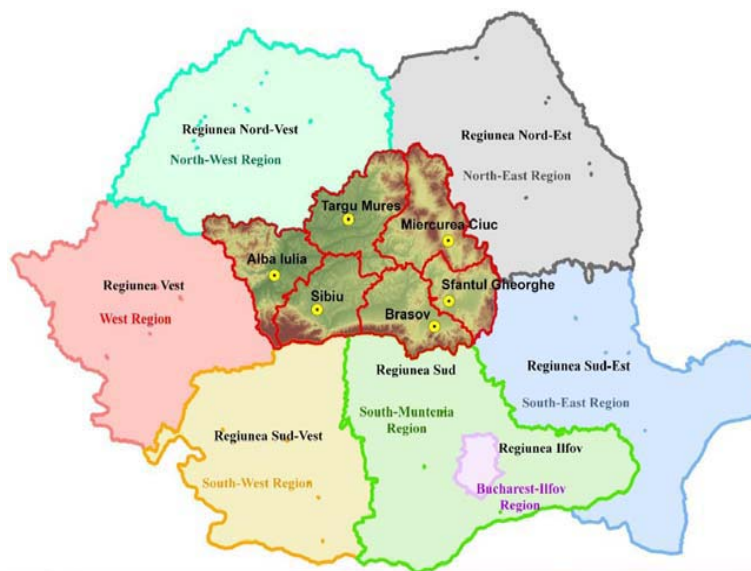 Regiunea Nord-Vest
North-West Region
Regiunea Nord-Est
North-East Region
Targu Mures
Miercurea Ciuc
Alba Iulia
Sfantul Gheorghe
Sibiu
Brasov
Regiunea Vest
West Region
Regiunea Sud-Est
South-East Region
Regiunea Sud
South-Muntenia
Region
Regiunea Sud-Vest
South-West Region
Regiunea Ilfov
Bucharest-Ilfov
Region